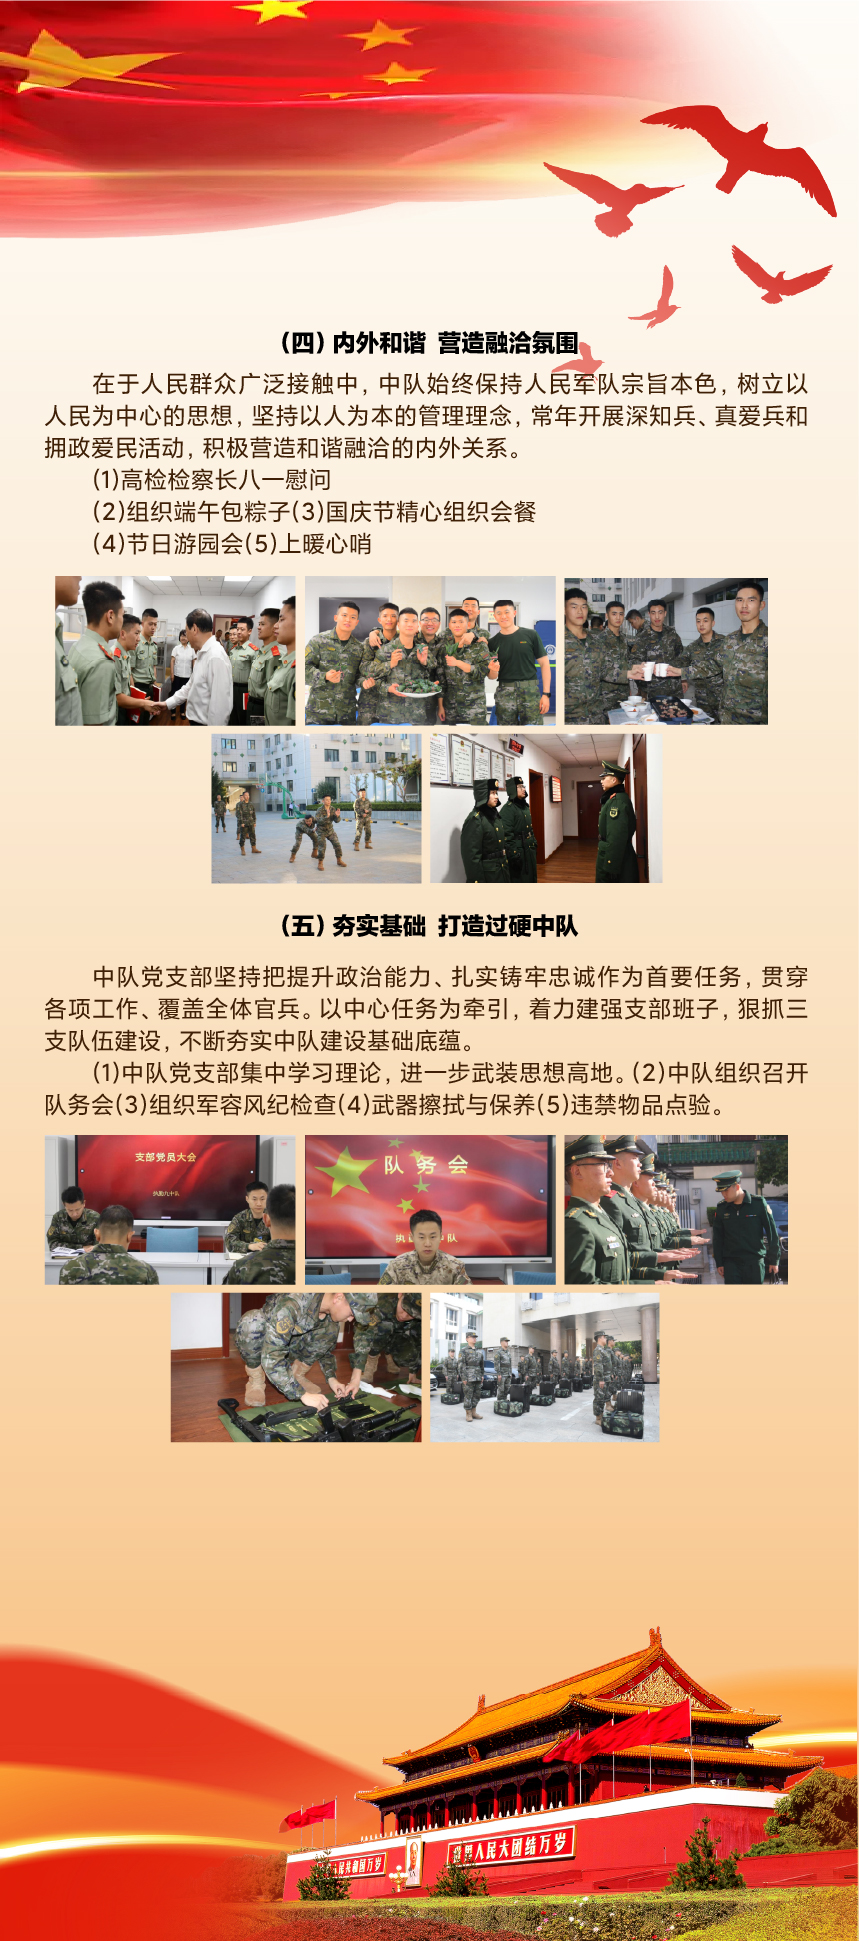 （四）内外和谐 营造融洽氛围
在于人民群众广泛接触中，中队始终保持人民军队宗旨本色，树立以
人民为中心的思想，坚持以人为本的管理理念，常年开展深知兵、真爱兵和
拥政爱民活动，积极营造和谐融洽的内外关系。
(1)高检检察长八一慰问
(2)组织端午包粽子(3)国庆节精心组织会餐
(4)节日游园会(5)上暖心哨
（五）夯实基础 打造过硬中队
中队党支部坚持把提升政治能力、扎实铸牢忠诚作为首要任务，贯穿
各项工作、覆盖全体官兵。以中心任务为牵引，着力建强支部班子，狠抓三
支队伍建设，不断夯实中队建设基础底蕴。
(1)中队党支部集中学习理论，进一步武装思想高地。(2)中队组织召开
队务会(3)组织军容风纪检查(4)武器擦拭与保养(5)违禁物品点验。
支部党员大会
执勤九中队
队务会
执 中队
人民共和国万岁
世界人民大团结万岁